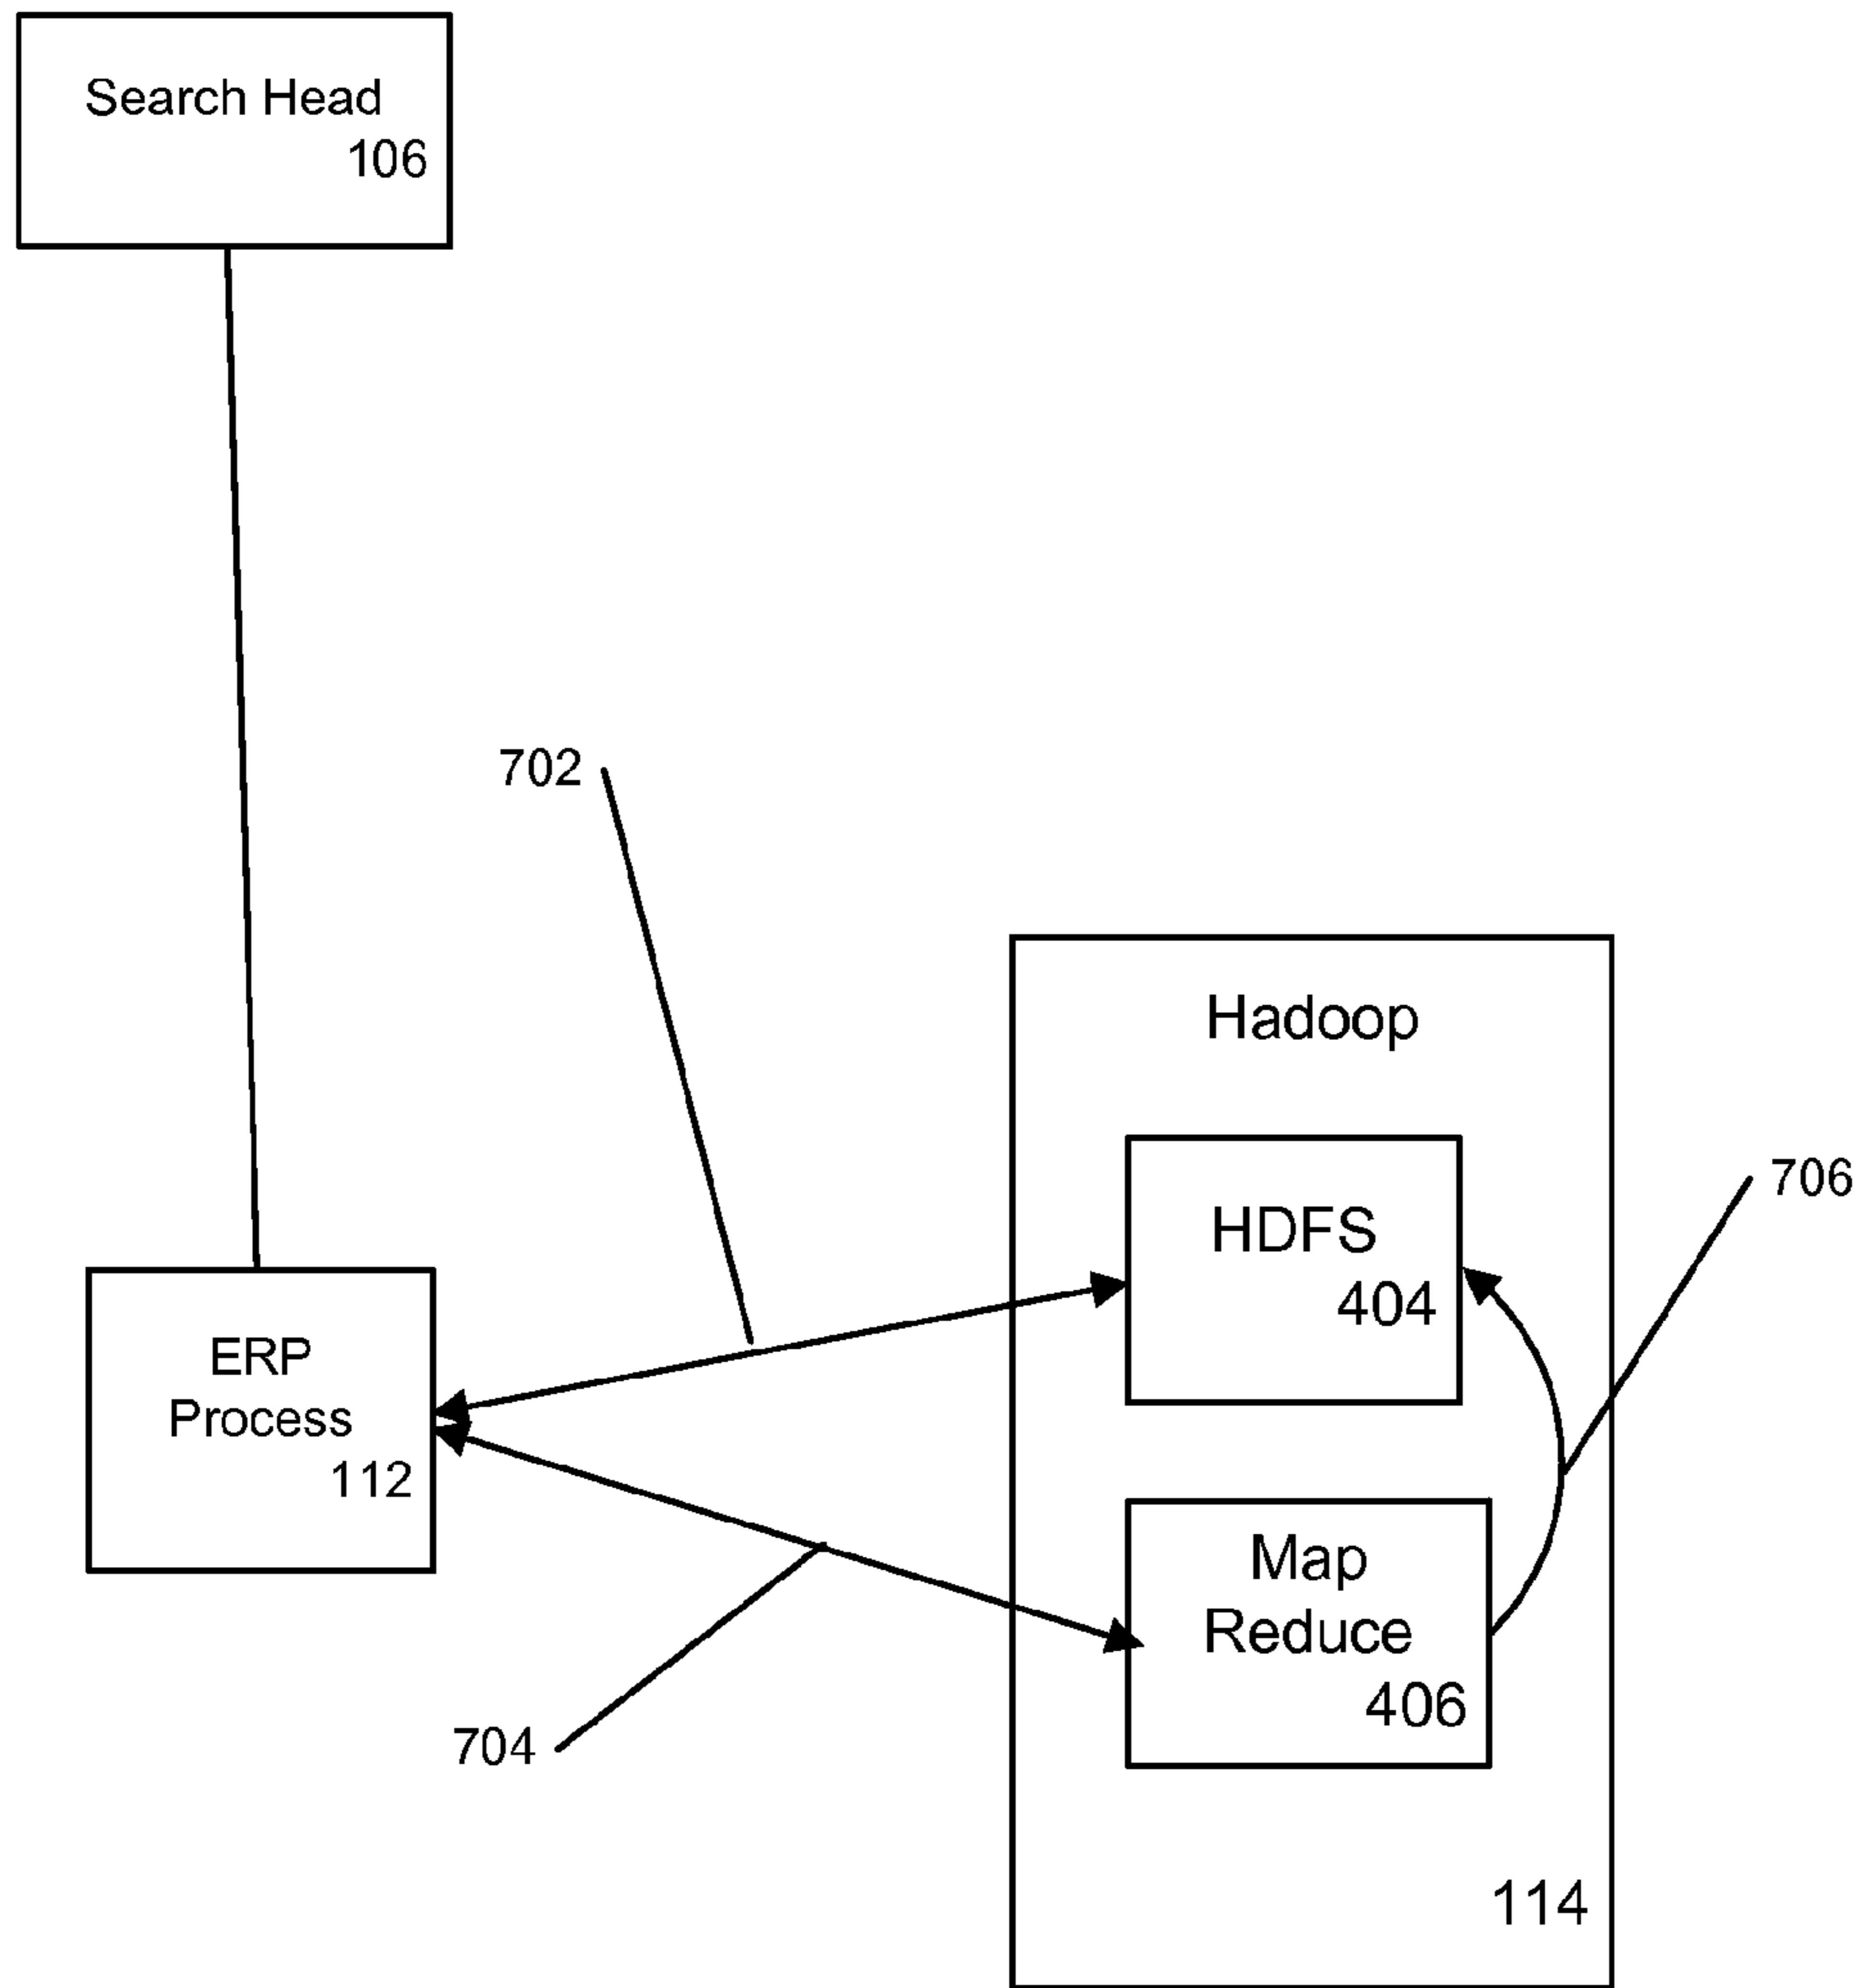 Search Head
106
702
Hadoop
HDFS
404
706
ERP
Process
112
Map
Reduce
406
704
114